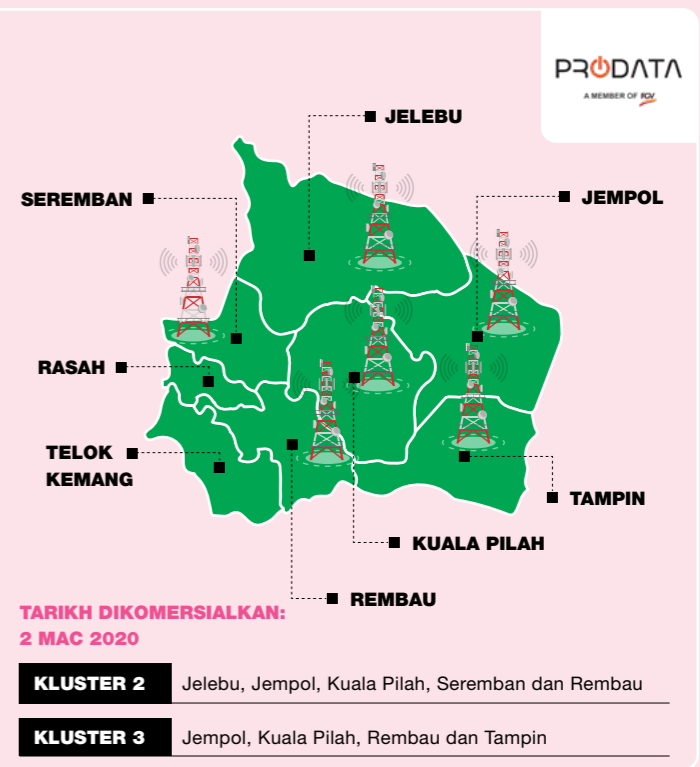 PRODATA
A MEMBER OF FGV
JELEBU
SEREMBAN
JEMPOL
RASAH
TELOK
KEMANG
TAMPIN
KUALA PILAH
REMBAU
TARIKH DIKOMERSIALKAN:
2 MAC 2020
KLUSTER 2 Jelebu, Jempol, Kuala Pilah, Seremban dan Rembau
KLUSTER 3 Jempol, Kuala Pilah, Rembau dan Tampin